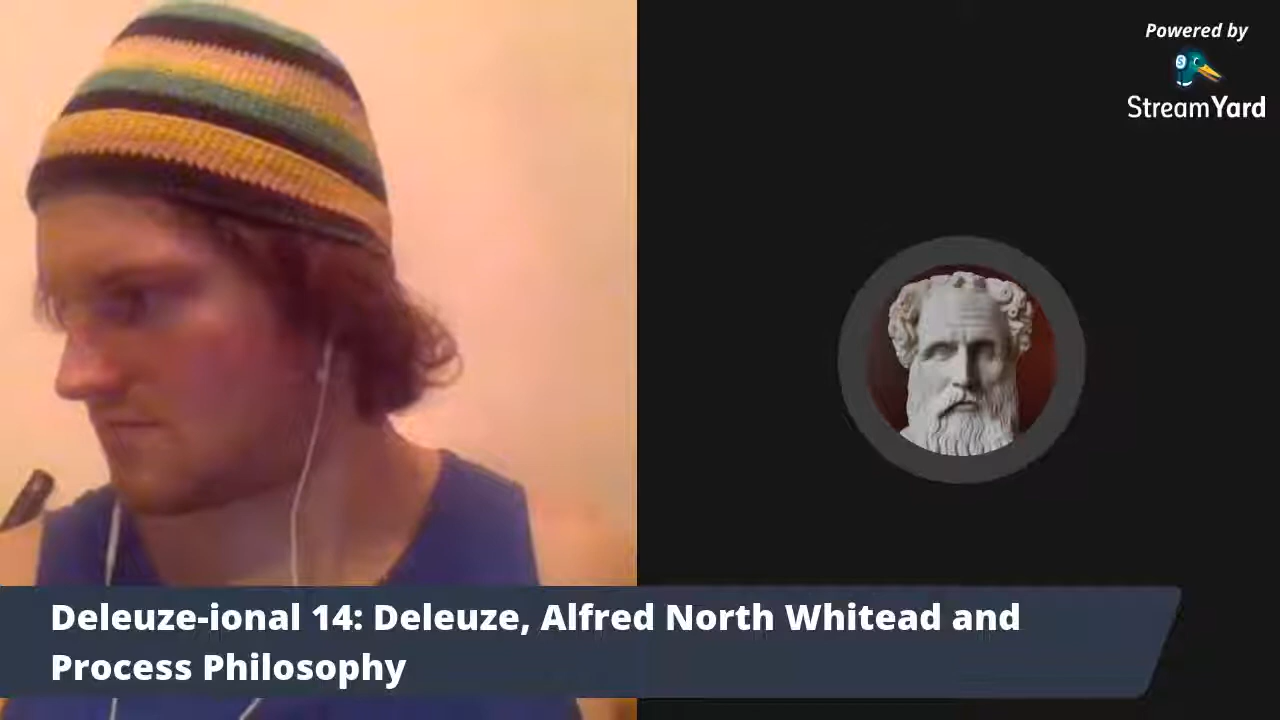 Powered by
StreamYard
Deleuze-ional 14: Deleuze, Alfred North Whitead and
Process Philosophy